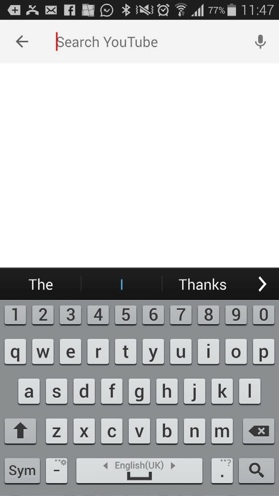 77% 11:47
Search YouTube
The I Thanks
1 2 3 4 5 6 7 8 9 0
q w e r t y u i o p
a s d f g h j k l
z x c v b n m
Sym - English(UK) .